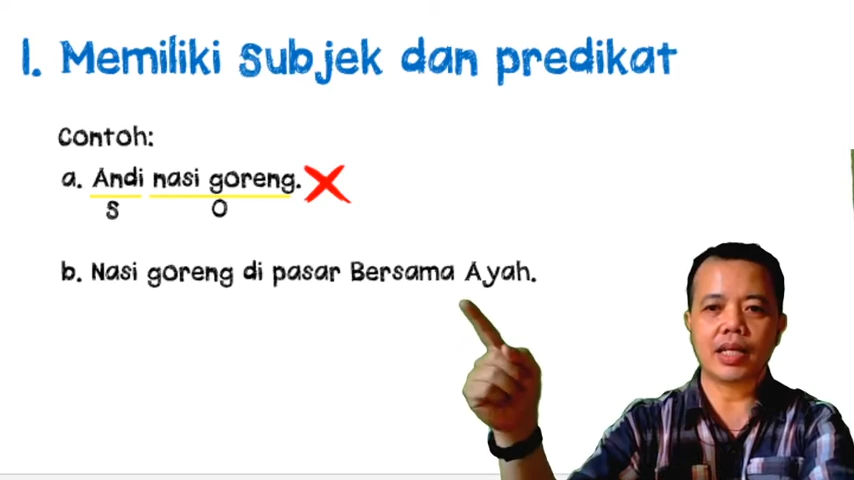 1. Memiliki Subjek dan predikat
Contoh:
a. Andi nasi goreng.
S O
b. Nasi goreng di pasar Bersama Ayah.